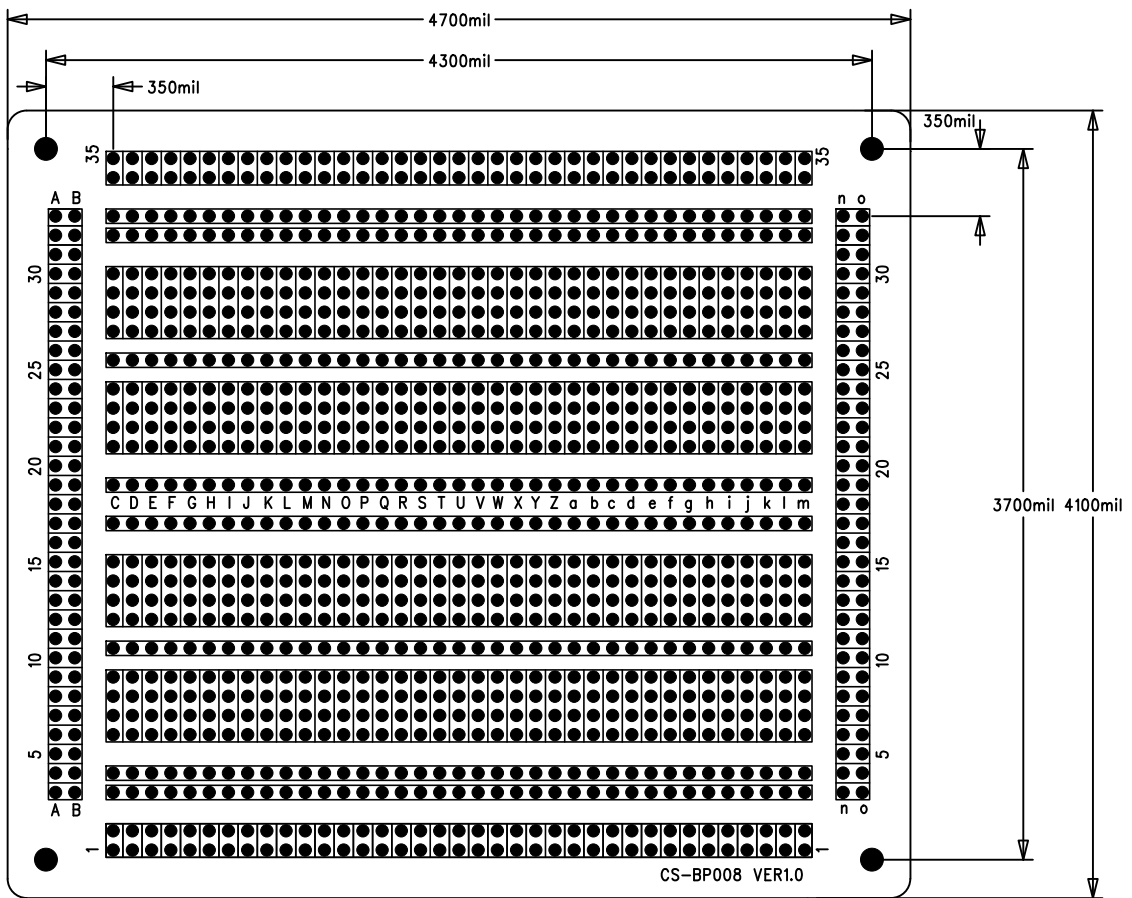 4700mil
4300mil
350mil
350mil
35
35
A B
n o
30
30
25
25
20
20
C D E F G H I J K L M N O P Q R S T U V W X Y Z a b c d e f g h i j k l m
3700mil 4100mil
15
15
10
10
5
5
A B
n o
1
1
CS-BP008 VER1.0